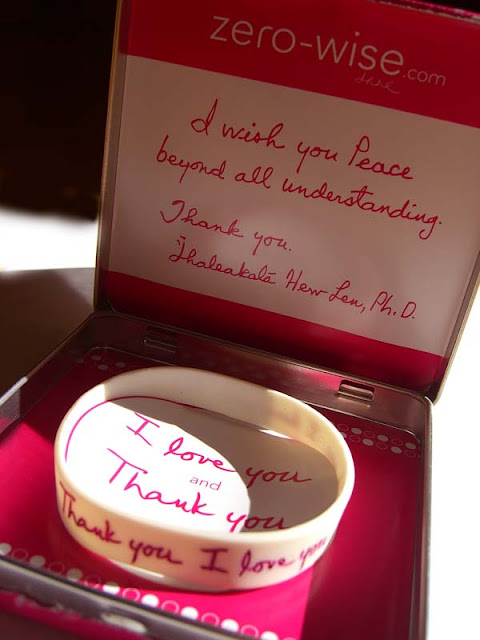 zero-wise.com
I wish you Peace
beyond all understanding.
Thank you.
Ihaleakalá Hew Len, Ph.D.
I love you
and
Thank you
Thank you I love you